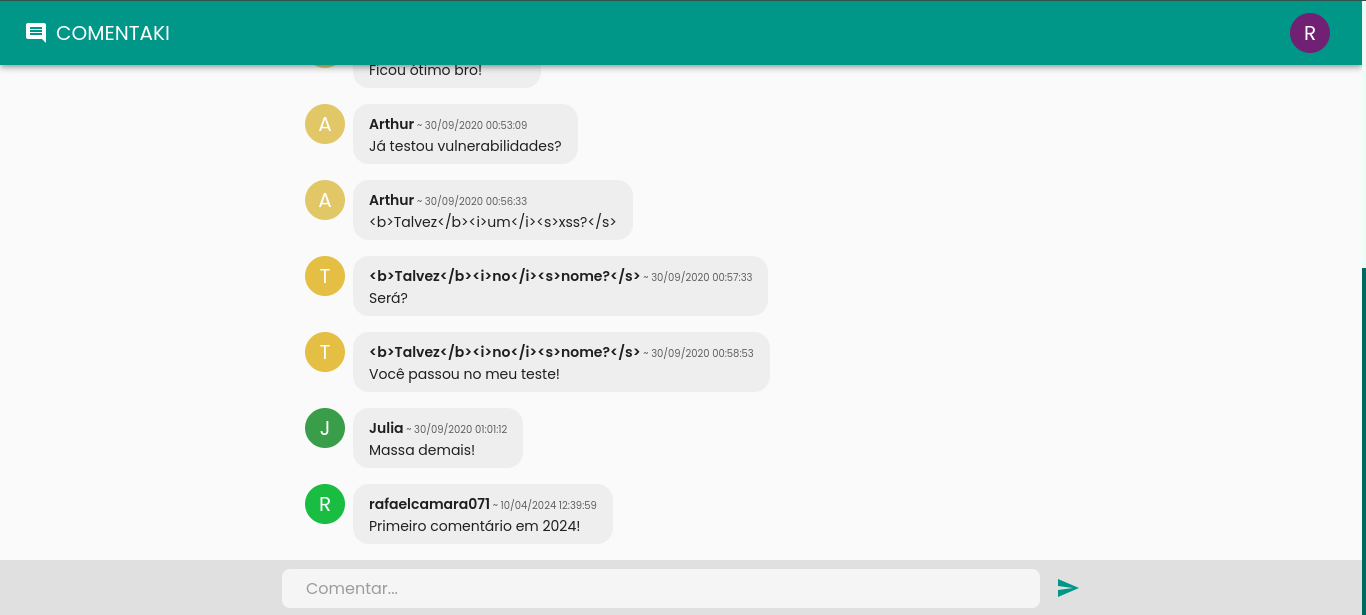 COMENTAKI
R
Ficou ótimo bro!
A
Arthur ~ 30/09/2020 00:53:09
Já testou vulnerabilidades?
A
Arthur ~ 30/09/2020 00:56:33
<b>Talvez</b><i>um</i><s>xss?</s>
T
<b>Talvez</b><i>no</i><s>nome?</s> ~ 30/09/2020 00:57:33
Será?
T
<b>Talvez</b><i>no</i><s>nome?</s> ~ 30/09/2020 00:58:53
Você passou no meu teste!
J
Julia ~ 30/09/2020 01:01:12
Massa demais!
R
rafaelcamara071 ~ 10/04/2024 12:39:59
Primeiro comentário em 2024!
Comentar...